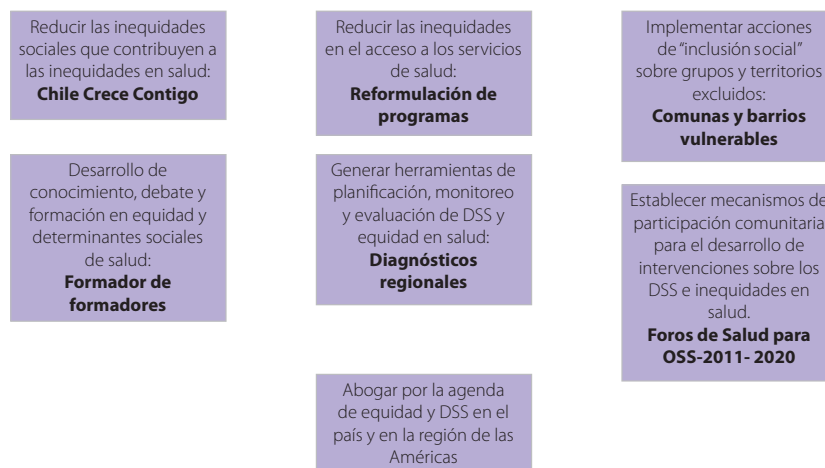 Reducir las inequidades
sociales que contribuyen a
las inequidades en salud:
Chile Crece Contigo
Reducir las inequidades
en el acceso a los servicios
de salud:
Reformulación de
programas
Implementar acciones
de “inclusión social”
sobre grupos y territorios
excluidos:
Comunas y barrios
vulnerables
Desarrollo de
conocimiento, debate y
formación en equidad y
determinantes sociales
de salud:
Formador de
formadores
Generar herramientas de
planificación, monitoreo
y evaluación de DSS y
equidad en salud:
Diagnósticos
regionales
Establecer mecanismos de
participación comunitaria
para el desarrollo de
intervenciones sobre los
DSS e inequidades en
salud.
Foros de Salud para
OSS-2011- 2020
Abogar por la agenda
de equidad y DSS en el
país y en la región de las
Américas